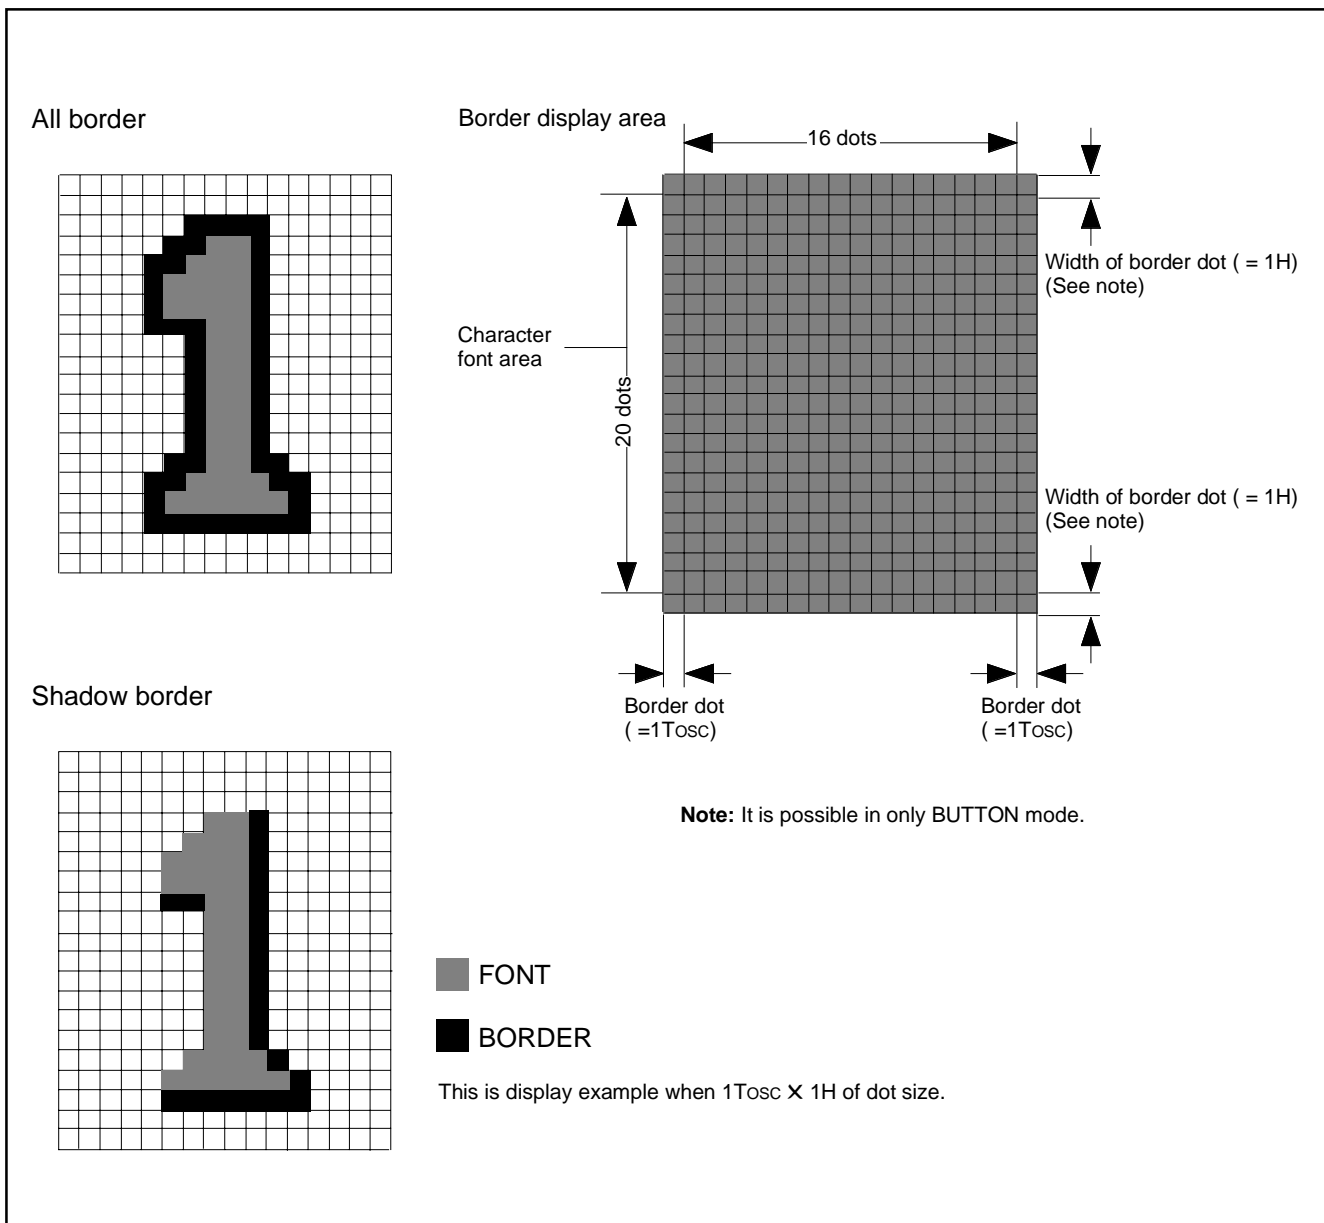 All border
Border display area
16 dots
Width of border dot ( = 1H)
(See note)
Character
font area
20 dots
Width of border dot ( = 1H)
(See note)
Border dot
( =1TOSC)
Border dot
( =1TOSC)
Shadow border
Note: It is possible in only BUTTON mode.
FONT
BORDER
This is display example when 1TOSC X 1H of dot size.